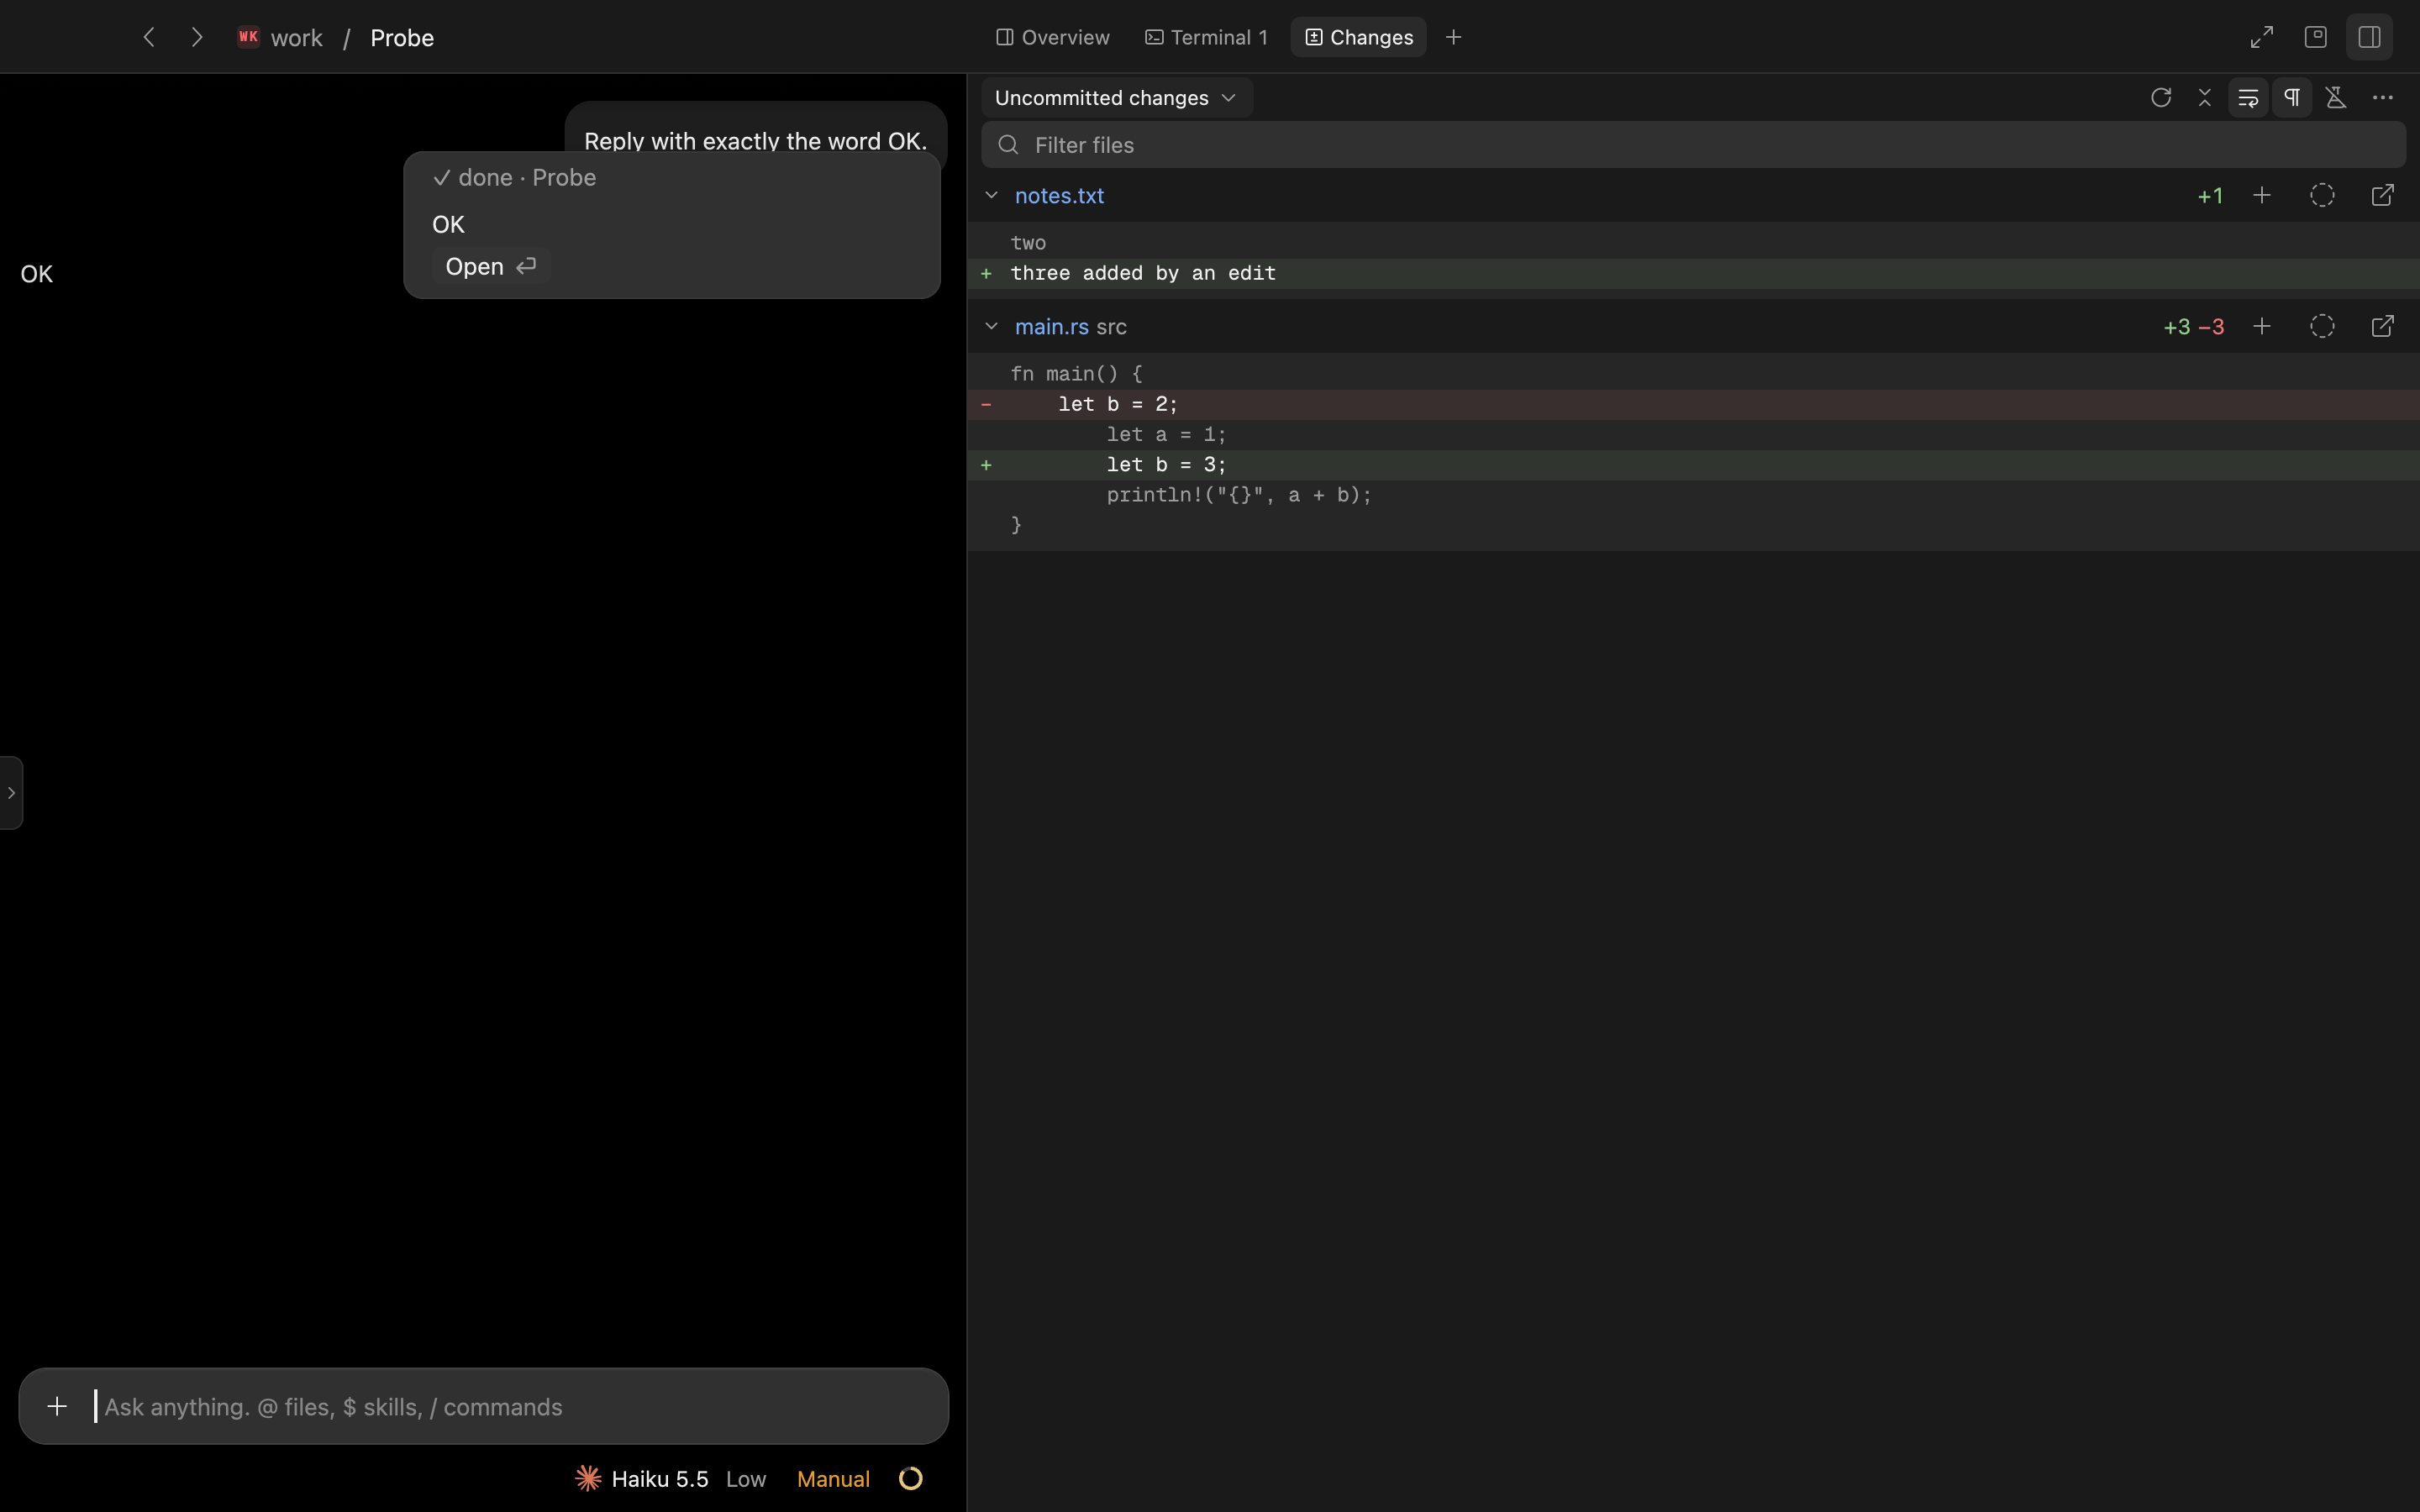 WK work / Probe
Overview
Terminal 1
Changes
Reply with exactly the word OK.
✓ done · Probe
OK
Open
OK
Ask anything. @ files, $ skills, / commands
Haiku 5.5 Low Manual
Uncommitted changes
Filter files
notes.txt +1
two
+ three added by an edit
main.rs src +3 −3
fn main() {
− let b = 2;
let a = 1;
+ let b = 3;
println!("{}", a + b);
}